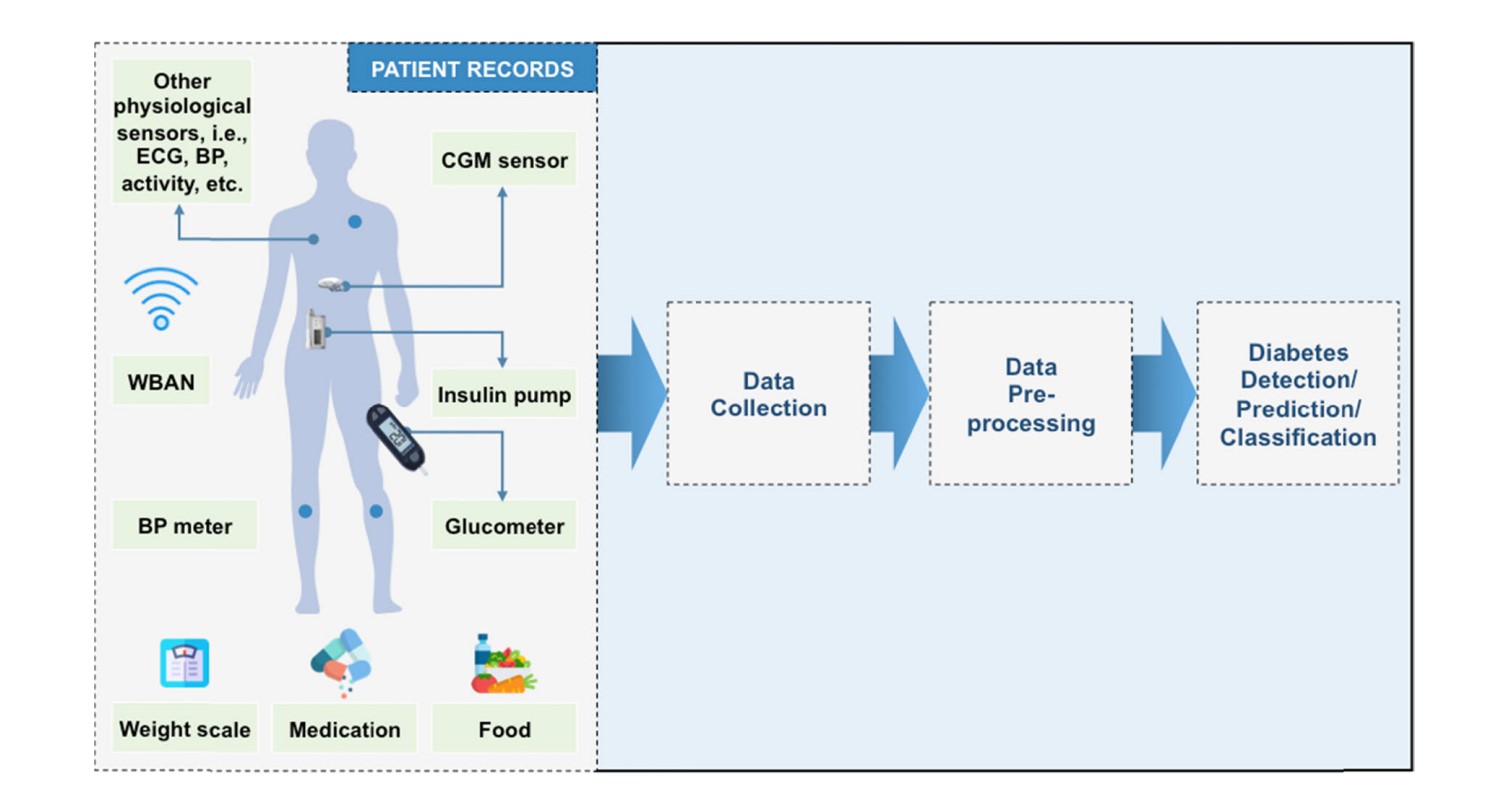 PATIENT RECORDS
Other
physiological
sensors, i.e.,
ECG, BP,
activity, etc.
CGM sensor
WBAN
Insulin pump
BP meter
Glucometer
Weight scale
Medication
Food
Data
Collection
Data
Pre-
processing
Diabetes
Detection/
Prediction/
Classification